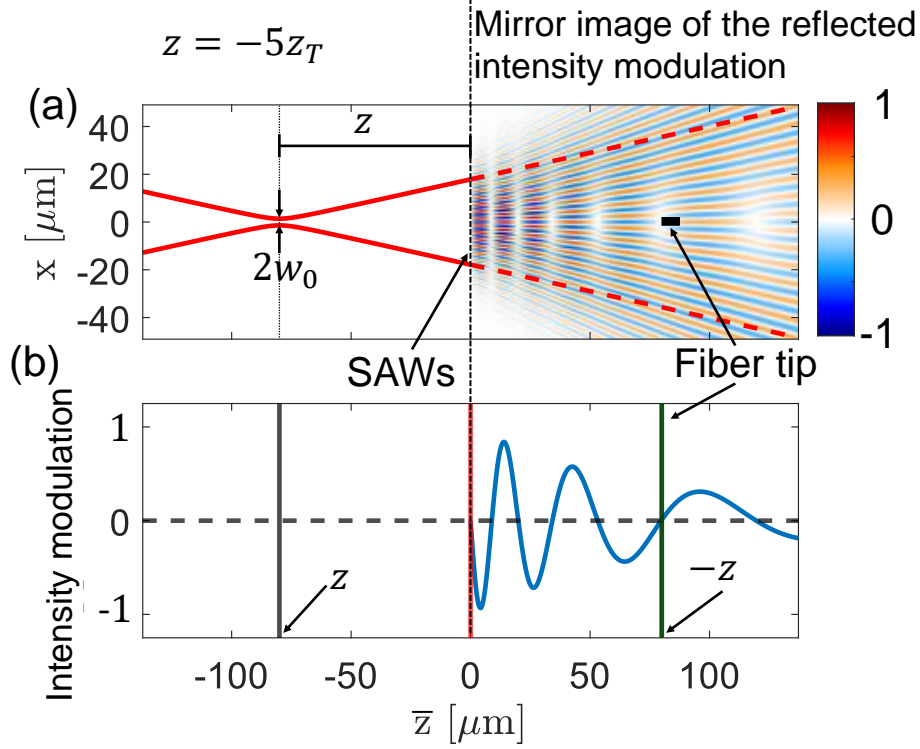 z = −5z_T
Mirror image of the reflected
intensity modulation
(a)
z
40
20
0
-20
-40
x [μm]
2w_0
1
0
-1
SAWs
Fiber tip
(b)
Intensity modulation
1
0
-1
z
−z
-100
-50
0
50
100
z̅ [μm]